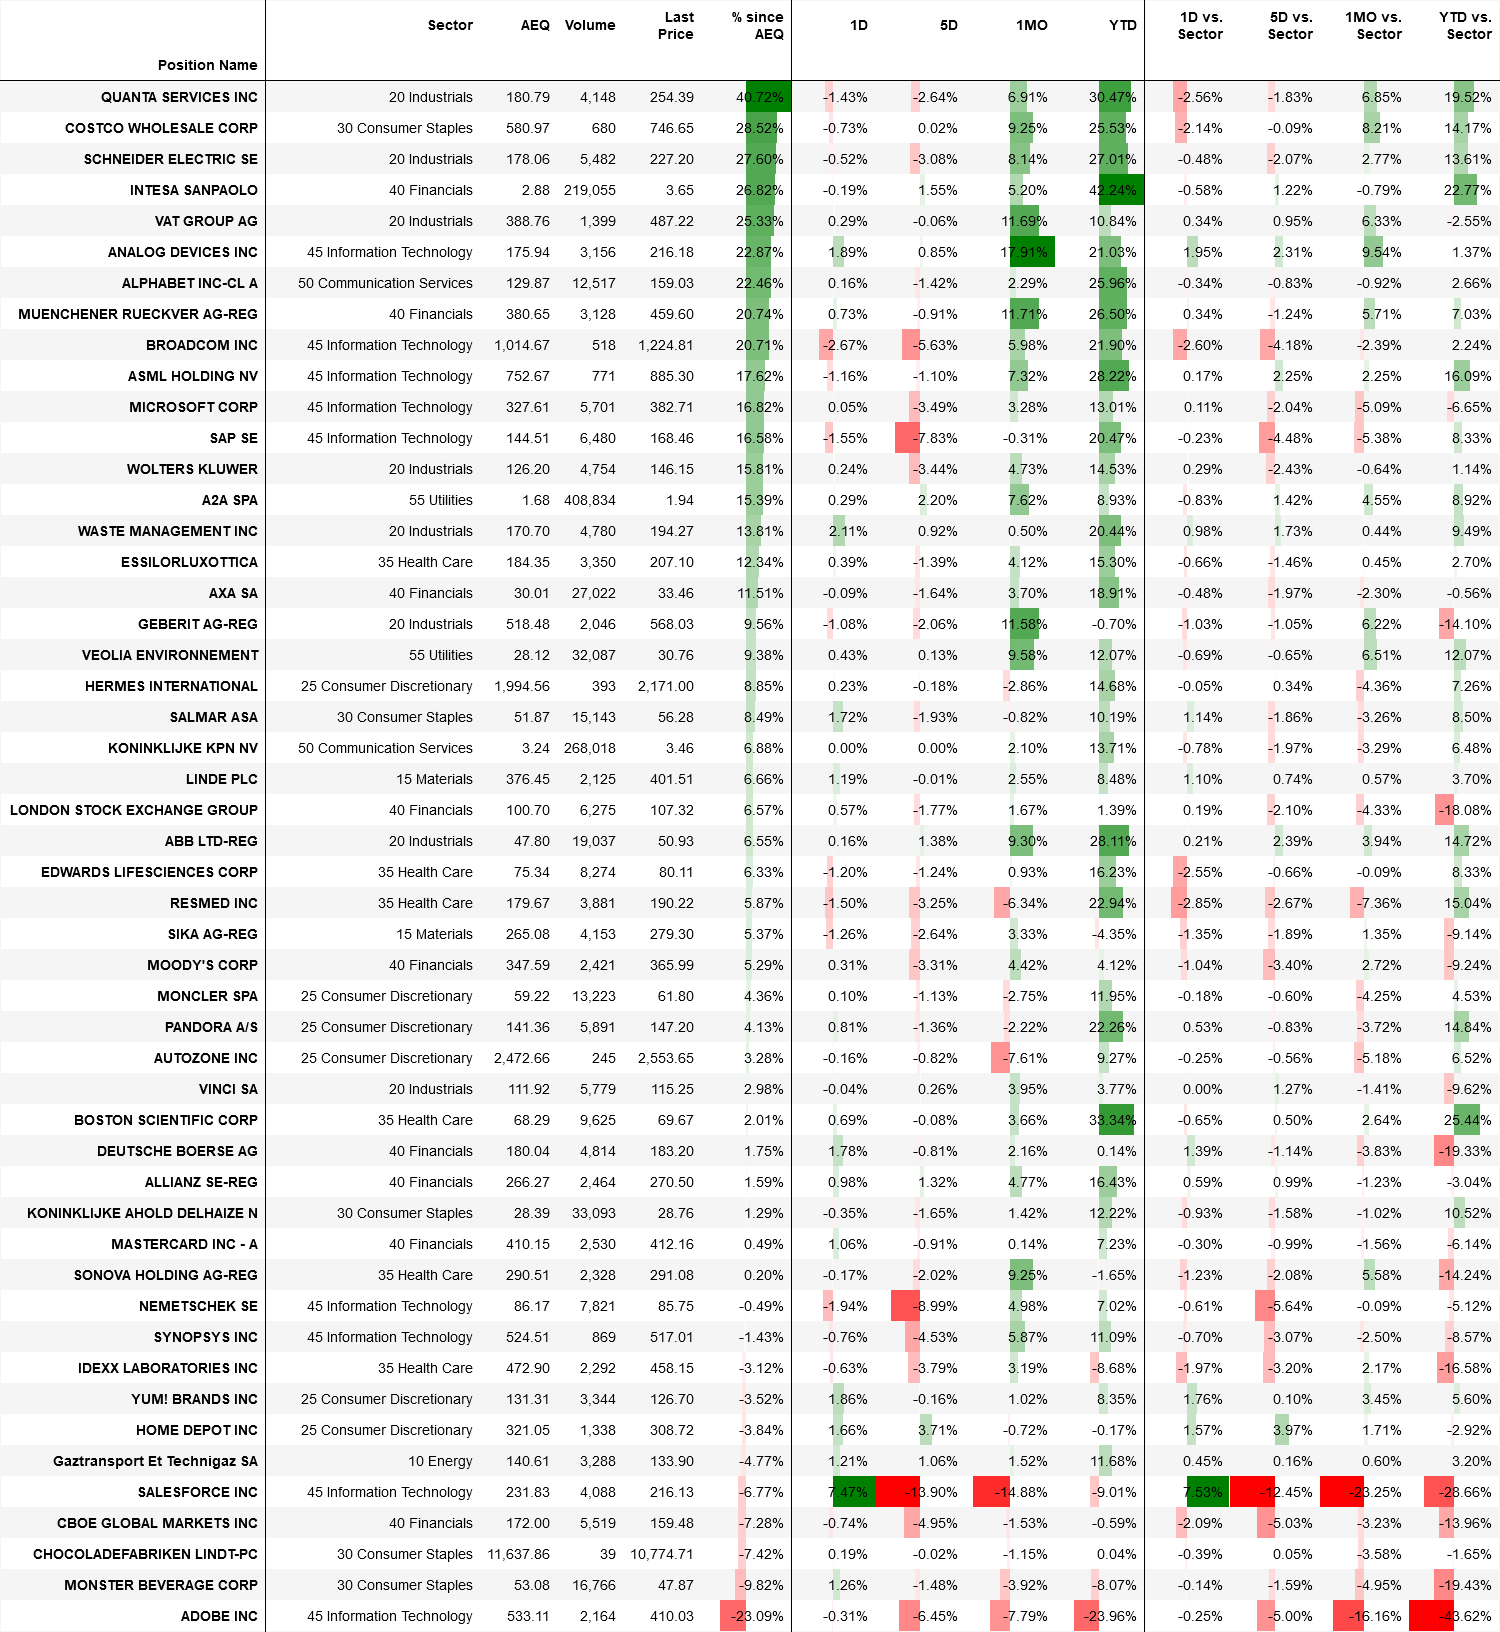 Position Name Sector AEQ Volume Last Price % since AEQ 1D 5D 1MO YTD 1D vs. Sector 5D vs. Sector 1MO vs. Sector YTD vs. Sector
QUANTA SERVICES INC 20 Industrials 180.79 4,148 254.39 40.72% -1.43% -2.64% 6.91% 30.47% -2.56% -1.83% 6.85% 19.52%
COSTCO WHOLESALE CORP 30 Consumer Staples 580.97 680 746.65 28.52% -0.73% 0.02% 9.25% 25.53% -2.14% -0.09% 8.21% 14.17%
SCHNEIDER ELECTRIC SE 20 Industrials 178.06 5,482 227.20 27.60% -0.52% -3.08% 8.14% 27.01% -0.48% -2.07% 2.77% 13.61%
INTESA SANPAOLO 40 Financials 2.88 219,055 3.65 26.82% -0.19% 1.55% 5.20% 42.24% -0.58% 1.22% -0.79% 22.77%
VAT GROUP AG 20 Industrials 388.76 1,399 487.22 25.33% 0.29% -0.06% 11.69% 10.84% 0.34% 0.95% 6.33% -2.55%
ANALOG DEVICES INC 45 Information Technology 175.94 3,156 216.18 22.87% 1.89% 0.85% 17.91% 21.03% 1.95% 2.31% 9.54% 1.37%
ALPHABET INC-CL A 50 Communication Services 129.87 12,517 159.03 22.46% 0.16% -1.42% 2.29% 25.96% -0.34% -0.83% -0.92% 2.66%
MUENCHENER RUECKVER AG-REG 40 Financials 380.65 3,128 459.60 20.74% 0.73% -0.91% 11.71% 26.50% 0.34% -1.24% 5.71% 7.03%
BROADCOM INC 45 Information Technology 1,014.67 518 1,224.81 20.71% -2.67% -5.63% 5.98% 21.90% -2.60% -4.18% -2.39% 2.24%
ASML HOLDING NV 45 Information Technology 752.67 771 885.30 17.62% -1.16% -1.10% 7.32% 28.22% 0.17% 2.25% 2.25% 16.09%
MICROSOFT CORP 45 Information Technology 327.61 5,701 382.71 16.82% 0.05% -3.49% 3.28% 13.01% 0.11% -2.04% -5.09% -6.65%
SAP SE 45 Information Technology 144.51 6,480 168.46 16.58% -1.55% -7.83% -0.31% 20.47% -0.23% -4.48% -5.38% 8.33%
WOLTERS KLUWER 20 Industrials 126.20 4,754 146.15 15.81% 0.24% -3.44% 4.73% 14.53% 0.29% -2.43% -0.64% 1.14%
A2A SPA 55 Utilities 1.68 408,834 1.94 15.39% 0.29% 2.20% 7.62% 8.93% -0.83% 1.42% 4.55% 8.92%
WASTE MANAGEMENT INC 20 Industrials 170.70 4,780 194.27 13.81% 2.11% 0.92% 0.50% 20.44% 0.98% 1.73% 0.44% 9.49%
ESSILORLUXOTTICA 35 Health Care 184.35 3,350 207.10 12.34% 0.39% -1.39% 4.12% 15.30% -0.66% -1.46% 0.45% 2.70%
AXA SA 40 Financials 30.01 27,022 33.46 11.51% -0.09% -1.64% 3.70% 18.91% -0.48% -1.97% -2.30% -0.56%
GEBERIT AG-REG 20 Industrials 518.48 2,046 568.03 9.56% -1.08% -2.06% 11.58% -0.70% -1.03% -1.05% 6.22% -14.10%
VEOLIA ENVIRONNEMENT 55 Utilities 28.12 32,087 30.76 9.38% 0.43% 0.13% 9.58% 12.07% -0.69% -0.65% 6.51% 12.07%
HERMES INTERNATIONAL 25 Consumer Discretionary 1,994.56 393 2,171.00 8.85% 0.23% -0.18% -2.86% 14.68% -0.05% 0.34% -4.36% 7.26%
SALMAR ASA 30 Consumer Staples 51.87 15,143 56.28 8.49% 1.72% -1.93% -0.82% 10.19% 1.14% -1.86% -3.26% 8.50%
KONINKLIJKE KPN NV 50 Communication Services 3.24 268,018 3.46 6.88% 0.00% 0.00% 2.10% 13.71% -0.78% -1.97% -3.29% 6.48%
LINDE PLC 15 Materials 376.45 2,125 401.51 6.66% 1.19% -0.01% 2.55% 8.48% 1.10% 0.74% 0.57% 3.70%
LONDON STOCK EXCHANGE GROUP 40 Financials 100.70 6,275 107.32 6.57% 0.57% -1.77% 1.67% 1.39% 0.19% -2.10% -4.33% -18.08%
ABB LTD-REG 20 Industrials 47.80 19,037 50.93 6.55% 0.16% 1.38% 9.30% 28.11% 0.21% 2.39% 3.94% 14.72%
EDWARDS LIFESCIENCES CORP 35 Health Care 75.34 8,274 80.11 6.33% -1.20% -1.24% 0.93% 16.23% -2.55% -0.66% -0.09% 8.33%
RESMED INC 35 Health Care 179.67 3,881 190.22 5.87% -1.50% -3.25% -6.34% 22.94% -2.85% -2.67% -7.36% 15.04%
SIKA AG-REG 15 Materials 265.08 4,153 279.30 5.37% -1.26% -2.64% 3.33% -4.35% -1.35% -1.89% 1.35% -9.14%
MOODY'S CORP 40 Financials 347.59 2,421 365.99 5.29% 0.31% -3.31% 4.42% 4.12% -1.04% -3.40% 2.72% -9.24%
MONCLER SPA 25 Consumer Discretionary 59.22 13,223 61.80 4.36% 0.10% -1.13% -2.75% 11.95% -0.18% -0.60% -4.25% 4.53%
PANDORA A/S 25 Consumer Discretionary 141.36 5,891 147.20 4.13% 0.81% -1.36% -2.22% 22.26% 0.53% -0.83% -3.72% 14.84%
AUTOZONE INC 25 Consumer Discretionary 2,472.66 245 2,553.65 3.28% -0.16% -0.82% -7.61% 9.27% -0.25% -0.56% -5.18% 6.52%
VINCI SA 20 Industrials 111.92 5,779 115.25 2.98% -0.04% 0.26% 3.95% 3.77% 0.00% 1.27% -1.41% -9.62%
BOSTON SCIENTIFIC CORP 35 Health Care 68.29 9,625 69.67 2.01% 0.69% -0.08% 3.66% 33.34% -0.65% 0.50% 2.64% 25.44%
DEUTSCHE BOERSE AG 40 Financials 180.04 4,814 183.20 1.75% 1.78% -0.81% 2.16% 0.14% 1.39% -1.14% -3.83% -19.33%
ALLIANZ SE-REG 40 Financials 266.27 2,464 270.50 1.59% 0.98% 1.32% 4.77% 16.43% 0.59% 0.99% -1.23% -3.04%
KONINKLIJKE AHOLD DELHAIZE N 30 Consumer Staples 28.39 33,093 28.76 1.29% -0.35% -1.65% 1.42% 12.22% -0.93% -1.58% -1.02% 10.52%
MASTERCARD INC - A 40 Financials 410.15 2,530 412.16 0.49% 1.06% -0.91% 0.14% 7.23% -0.30% -0.99% -1.56% -6.14%
SONOVA HOLDING AG-REG 35 Health Care 290.51 2,328 291.08 0.20% -0.17% -2.02% 9.25% -1.65% -1.23% -2.08% 5.58% -14.24%
NEMETSCHEK SE 45 Information Technology 86.17 7,821 85.75 -0.49% -1.94% -8.99% 4.98% 7.02% -0.61% -5.64% -0.09% -5.12%
SYNOPSYS INC 45 Information Technology 524.51 869 517.01 -1.43% -0.76% -4.53% 5.87% 11.09% -0.70% -3.07% -2.50% -8.57%
IDEXX LABORATORIES INC 35 Health Care 472.90 2,292 458.15 -3.12% -0.63% -3.79% 3.19% -8.68% -1.97% -3.20% 2.17% -16.58%
YUM! BRANDS INC 25 Consumer Discretionary 131.31 3,344 126.70 -3.52% 1.86% -0.16% 1.02% 8.35% 1.76% 0.10% 3.45% 5.60%
HOME DEPOT INC 25 Consumer Discretionary 321.05 1,338 308.72 -3.84% 1.66% 3.71% -0.72% -0.17% 1.57% 3.97% 1.71% -2.92%
Gaztransport Et Technigaz SA 10 Energy 140.61 3,288 133.90 -4.77% 1.21% 1.06% 1.52% 11.68% 0.45% 0.16% 0.60% 3.20%
SALESFORCE INC 45 Information Technology 231.83 4,088 216.13 -6.77% 7.47% -13.90% -14.88% -9.01% 7.53% -12.45% -23.25% -28.66%
CBOE GLOBAL MARKETS INC 40 Financials 172.00 5,519 159.48 -7.28% -0.74% -4.95% -1.53% -0.59% -2.09% -5.03% -3.23% -13.96%
CHOCOLADEFABRIKEN LINDT-PC 30 Consumer Staples 11,637.86 39 10,774.71 -7.42% 0.19% -0.02% -1.15% 0.04% -0.39% 0.05% -3.58% -1.65%
MONSTER BEVERAGE CORP 30 Consumer Staples 53.08 16,766 47.87 -9.82% 1.26% -1.48% -3.92% -8.07% -0.14% -1.59% -4.95% -19.43%
ADOBE INC 45 Information Technology 533.11 2,164 410.03 -23.09% -0.31% -6.45% -7.79% -23.96% -0.25% -5.00% -16.16% -43.62%